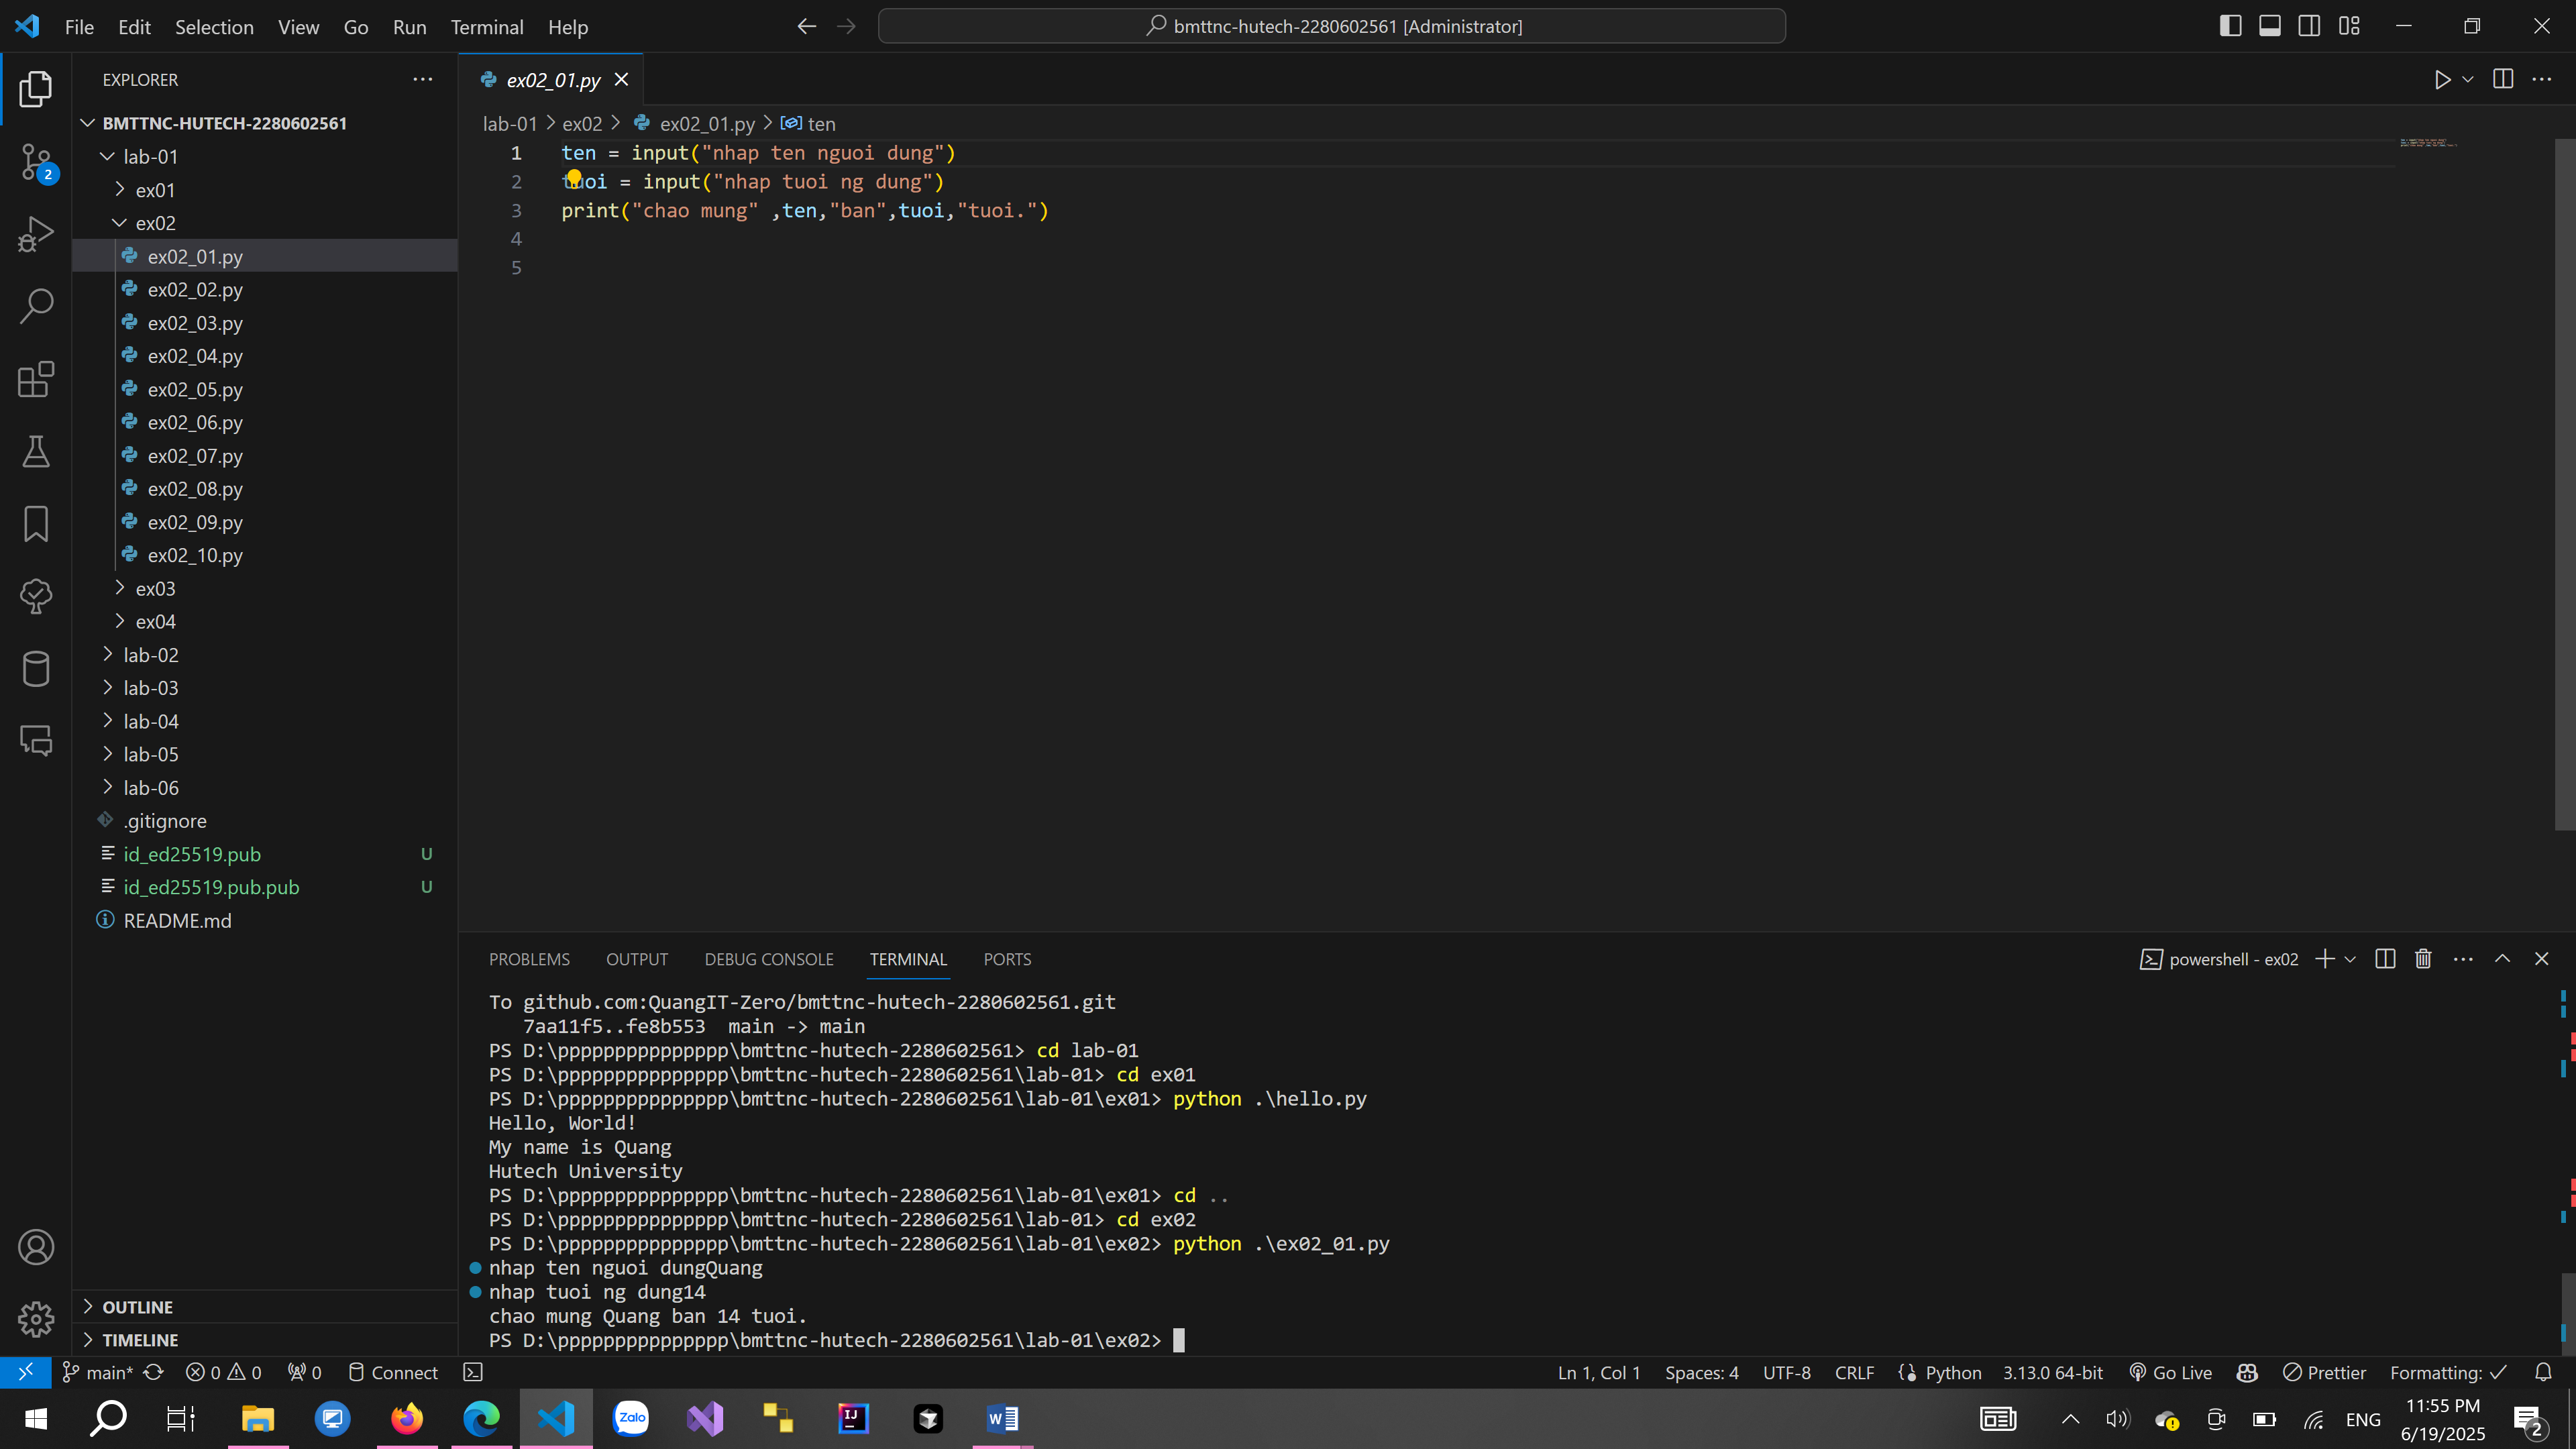 File Edit Selection View Go Run Terminal Help
bmttnc-hutech-2280602561 [Administrator]
EXPLORER
BMTTNC-HUTECH-2280602561
lab-01
ex01
ex02
ex02_01.py
ex02_02.py
ex02_03.py
ex02_04.py
ex02_05.py
ex02_06.py
ex02_07.py
ex02_08.py
ex02_09.py
ex02_10.py
ex03
ex04
lab-02
lab-03
lab-04
lab-05
lab-06
.gitignore
id_ed25519.pub U
id_ed25519.pub.pub U
README.md
OUTLINE
TIMELINE
2
ex02_01.py
lab-01 > ex02 > ex02_01.py > ten
1 ten = input("nhap ten nguoi dung")
2 tuoi = input("nhap tuoi ng dung")
3 print("chao mung" ,ten,"ban",tuoi,"tuoi.")
4
5
PROBLEMS OUTPUT DEBUG CONSOLE TERMINAL PORTS
powershell - ex02
To github.com:QuangIT-Zero/bmttnc-hutech-2280602561.git
7aa11f5..fe8b553 main -> main
PS D:\ppppppppppppppp\bmttnc-hutech-2280602561> cd lab-01
PS D:\ppppppppppppppp\bmttnc-hutech-2280602561\lab-01> cd ex01
PS D:\ppppppppppppppp\bmttnc-hutech-2280602561\lab-01\ex01> python .\hello.py
Hello, World!
My name is Quang
Hutech University
PS D:\ppppppppppppppp\bmttnc-hutech-2280602561\lab-01\ex01> cd ..
PS D:\ppppppppppppppp\bmttnc-hutech-2280602561\lab-01> cd ex02
PS D:\ppppppppppppppp\bmttnc-hutech-2280602561\lab-01\ex02> python .\ex02_01.py
nhap ten nguoi dungQuang
nhap tuoi ng dung14
chao mung Quang ban 14 tuoi.
PS D:\ppppppppppppppp\bmttnc-hutech-2280602561\lab-01\ex02>
main* 0 0 0 Connect
Ln 1, Col 1 Spaces: 4 UTF-8 CRLF Python 3.13.0 64-bit Go Live Prettier Formatting:
Zalo
IJ
W
ENG
11:55 PM
6/19/2025
2